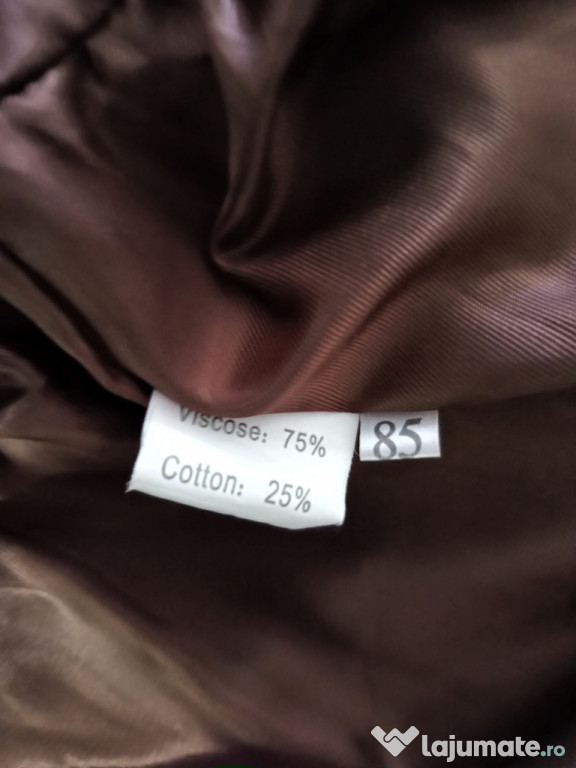 Viscose: 75%
Cotton: 25%
85
lajumate.ro